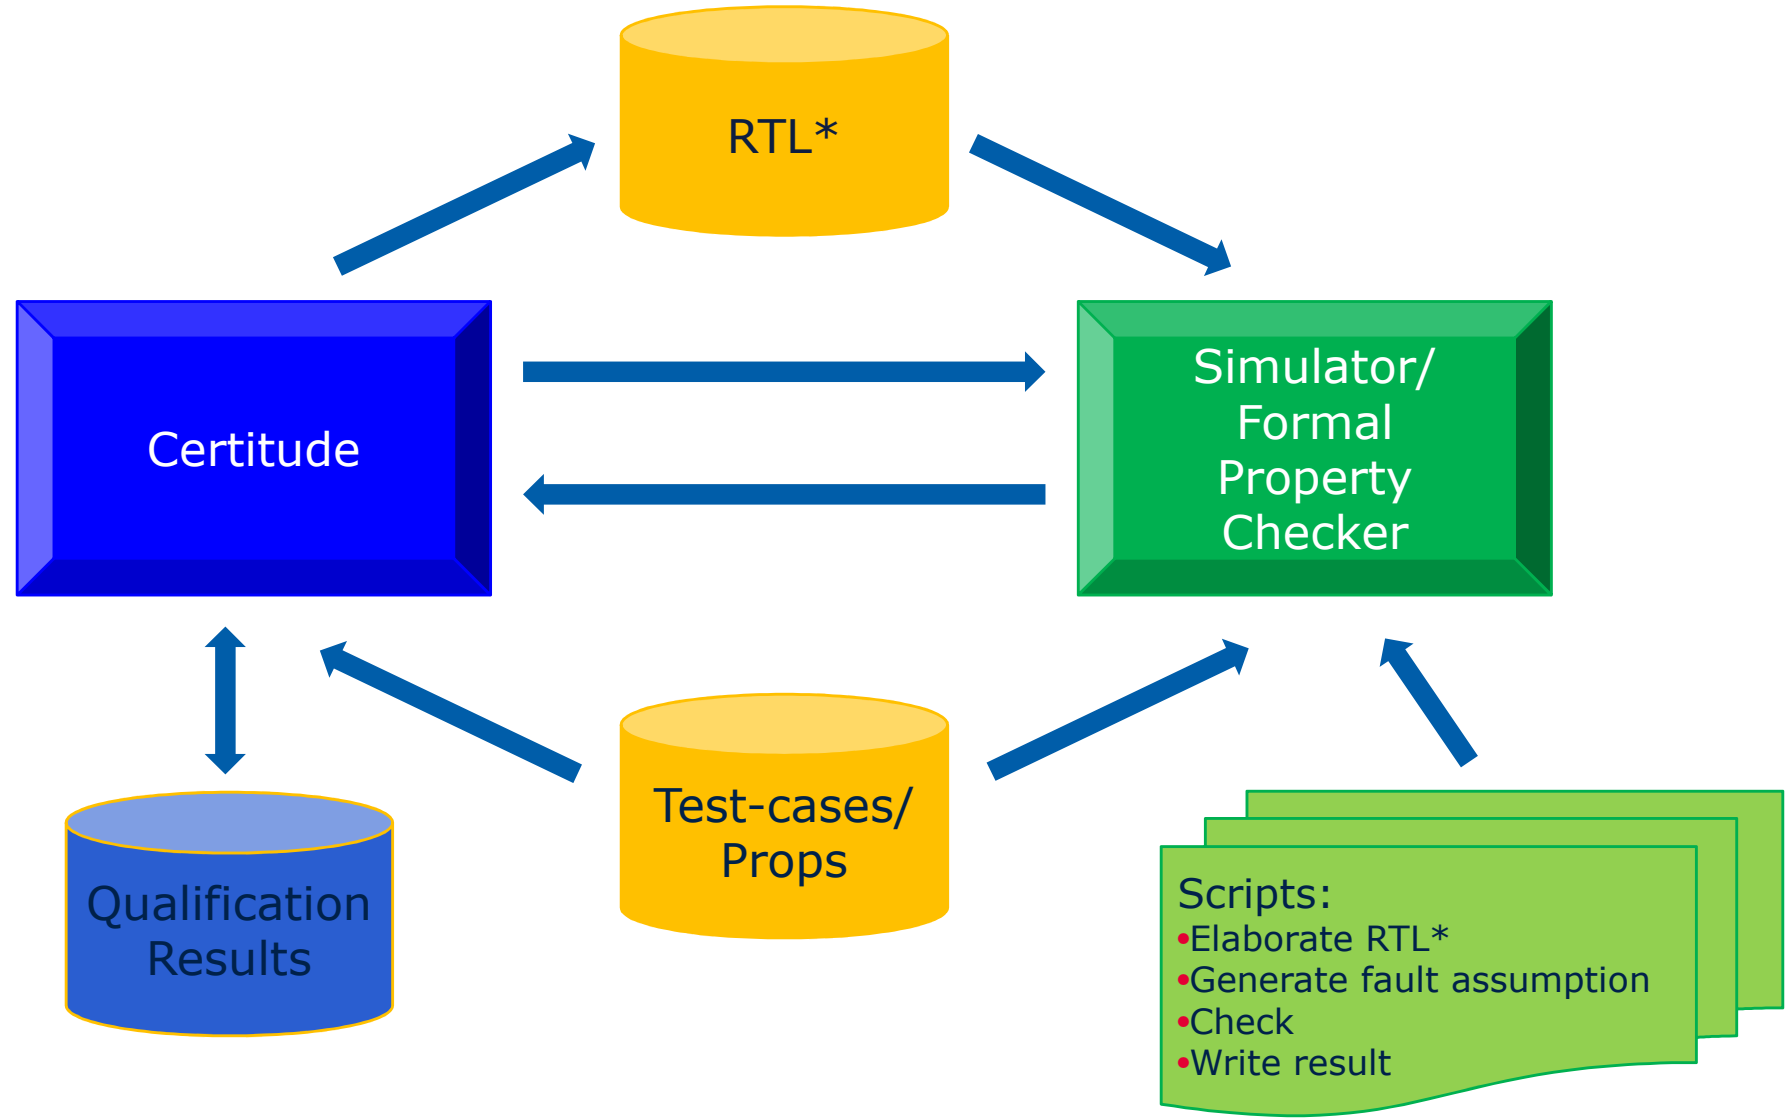 RTL*
Certitude
Simulator/
Formal
Property
Checker
Test-cases/
Props
Qualification
Results
Scripts:
•Elaborate RTL*
•Generate fault assumption
•Check
•Write result